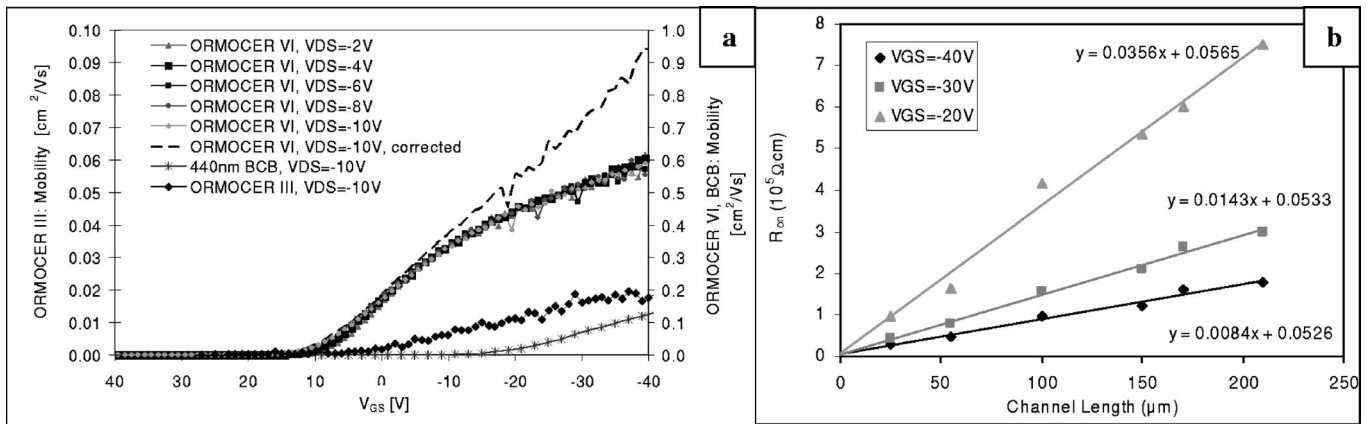 a
ORMOCER III: Mobility [cm²/Vs]
0.10
0.09
0.08
0.07
0.06
0.05
0.04
0.03
0.02
0.01
0.00
ORMOCER VI, VDS=-2V
ORMOCER VI, VDS=-4V
ORMOCER VI, VDS=-6V
ORMOCER VI, VDS=-8V
ORMOCER VI, VDS=-10V
ORMOCER VI, VDS=-10V, corrected
440nm BCB, VDS=-10V
ORMOCER III, VDS=-10V
1.0
0.9
0.8
0.7
0.6
0.5
0.4
0.3
0.2
0.1
0.0
ORMOCER VI, BCB: Mobility
[cm²/Vs]
40 30 20 10 0 -10 -20 -30 -40
V_GS [V]
b
R_on (10⁵ Ωcm)
8
7
6
5
4
3
2
1
0
VGS=-40V
VGS=-30V
VGS=-20V
y = 0.0356x + 0.0565
y = 0.0143x + 0.0533
y = 0.0084x + 0.0526
0 50 100 150 200 250
Channel Length (µm)